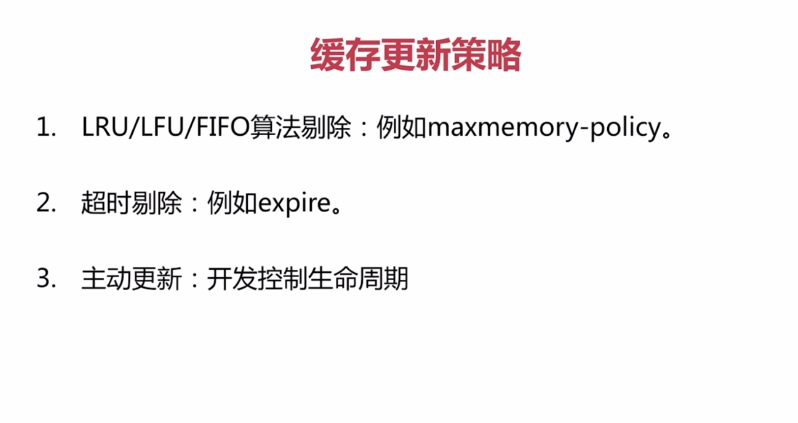 缓存更新策略
1. LRU/LFU/FIFO算法剔除：例如maxmemory-policy。
2. 超时剔除：例如expire。
3. 主动更新：开发控制生命周期